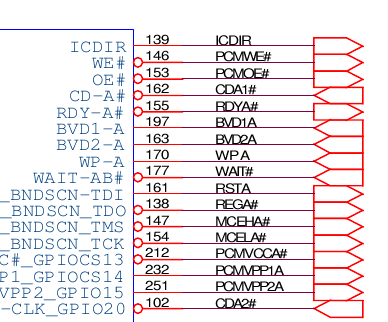 ICDIR 139 ICDIR
WE# 146 PCMWE#
OE# 153 PCMOE#
CD-A# 162 CDA1#
RDY-A# 155 RDYA#
BVD1-A 197 BVD1A
BVD2-A 163 BVD2A
WP-A 170 WPA
WAIT-AB# 177 WAIT#
_BNDSCN-TDI 161 RSTA
_BNDSCN_TDO 138 REGA#
_BNDSCN_TMS 147 MCEHA#
_BNDSCN_TCK 154 MCELA#
C#_GPIOCS13 212 PCMVCCA#
P1_GPIOCS14 232 PCMVPP1A
VPP2_GPIO15 251 PCMVPP2A
-CLK_GPIO20 102 CDA2#